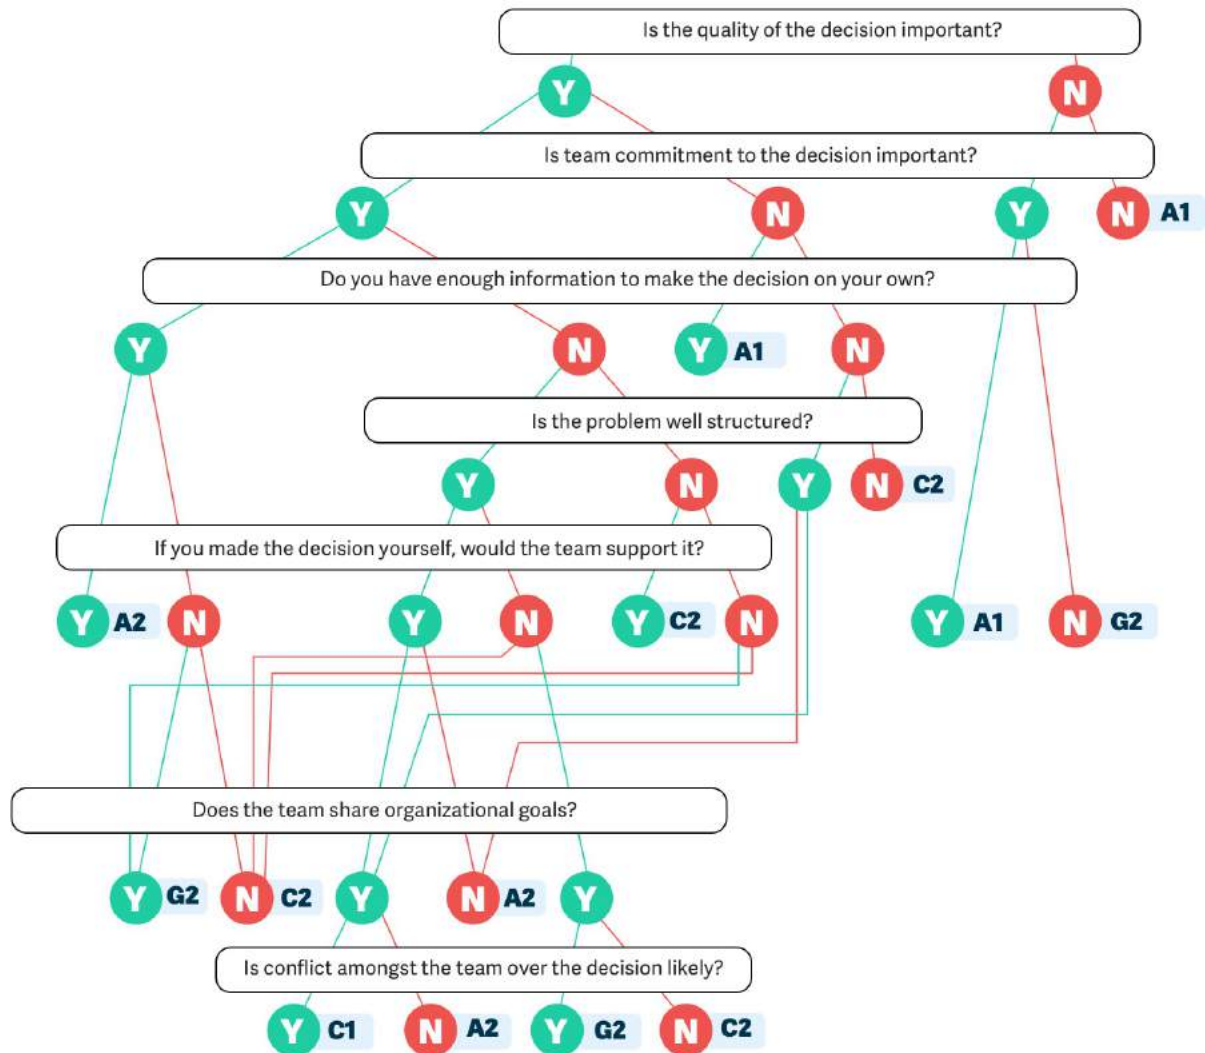 Is the quality of the decision important?
Y N
Is team commitment to the decision important?
Y N Y N A1
Do you have enough information to make the decision on your own?
Y N Y A1 N
Is the problem well structured?
Y N Y N C2
If you made the decision yourself, would the team support it?
Y A2 N Y N Y C2 N Y A1 N G2
Does the team share organizational goals?
Y G2 N C2 Y N A2 Y
Is conflict amongst the team over the decision likely?
Y C1 N A2 Y G2 N C2